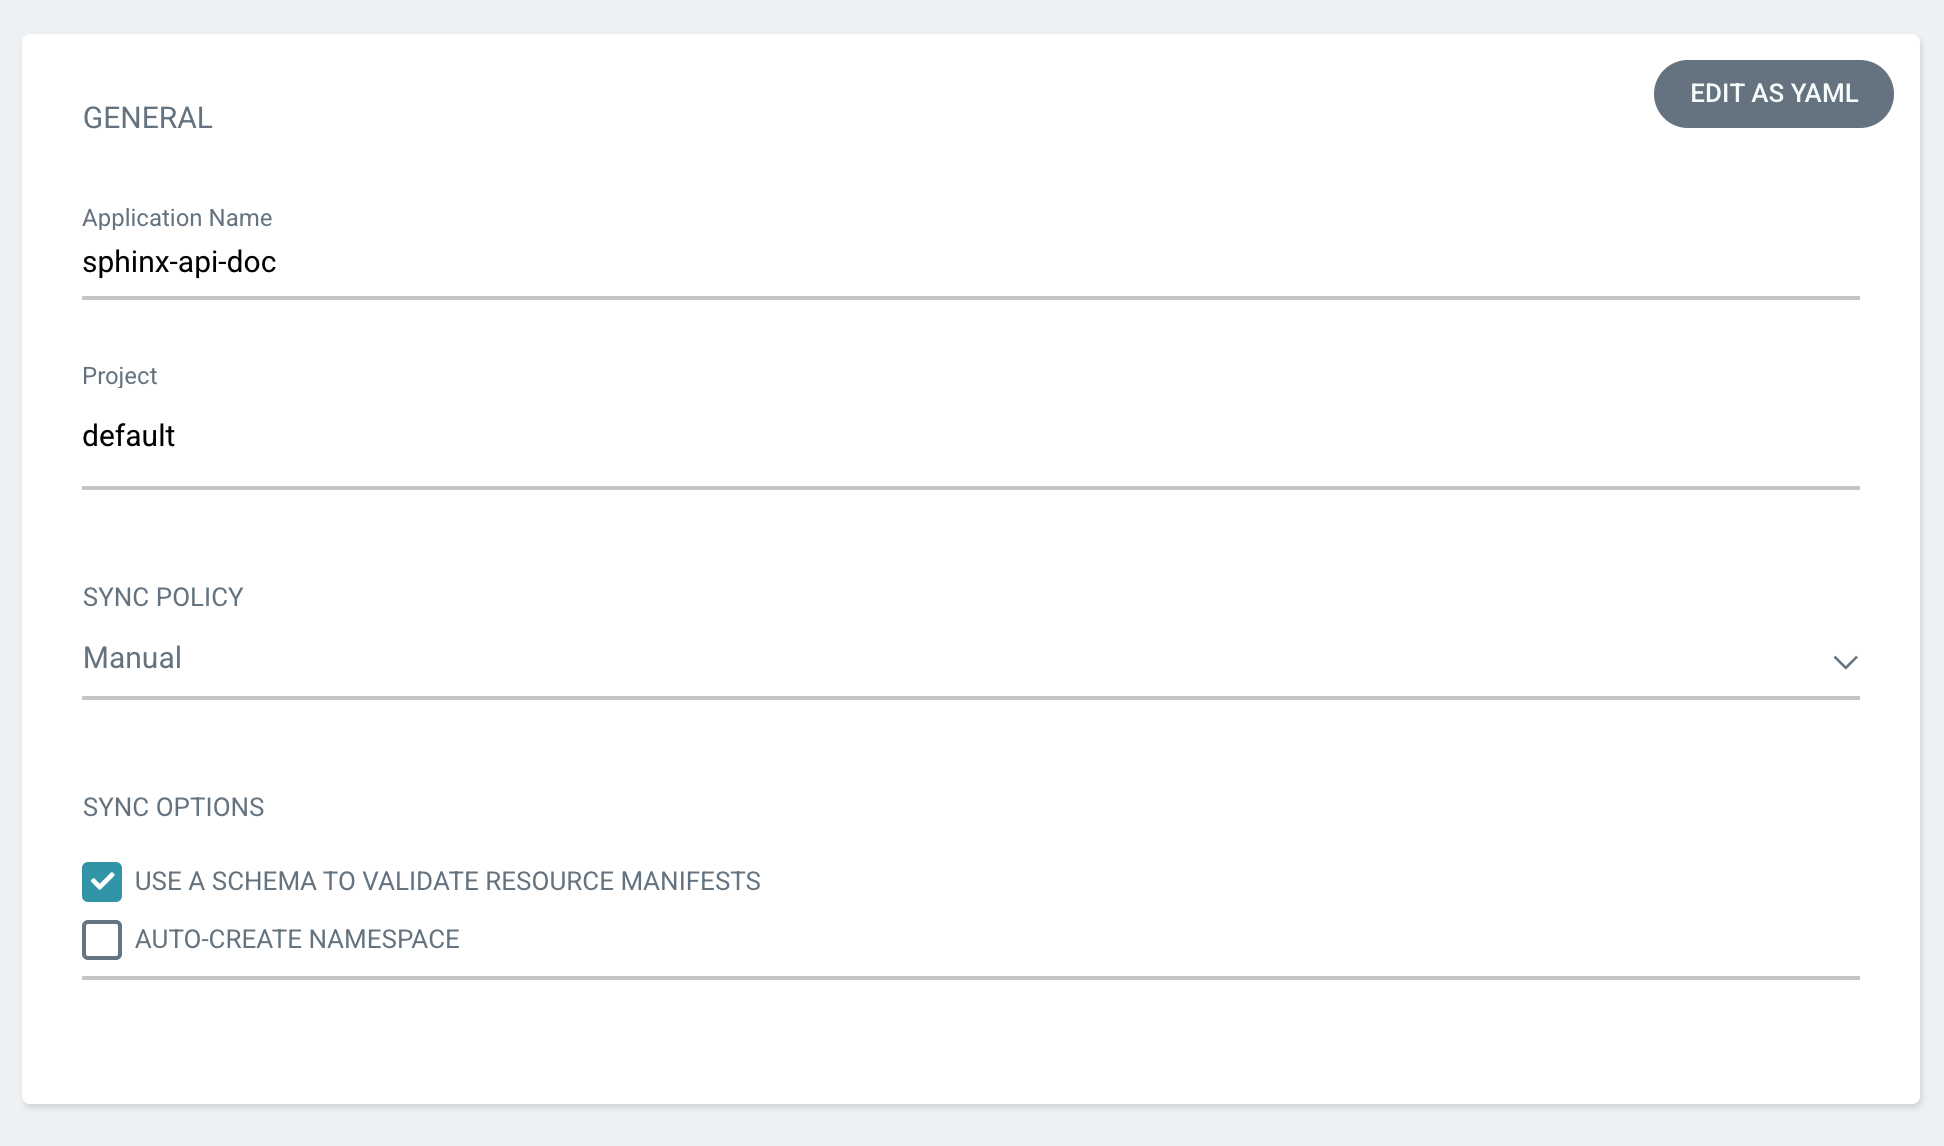 GENERAL
EDIT AS YAML
Application Name
sphinx-api-doc
Project
default
SYNC POLICY
Manual
SYNC OPTIONS
USE A SCHEMA TO VALIDATE RESOURCE MANIFESTS
AUTO-CREATE NAMESPACE